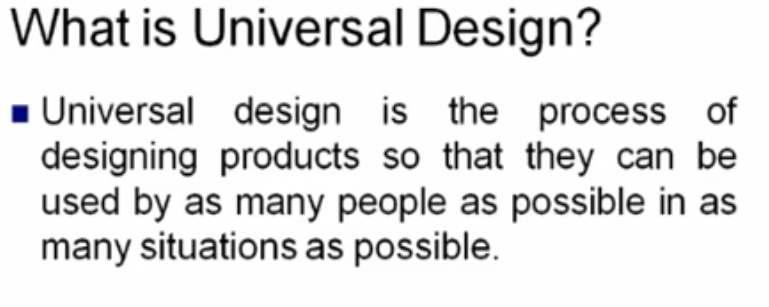 What is Universal Design?
Universal design is the process of
designing products so that they can be
used by as many people as possible in as
many situations as possible.